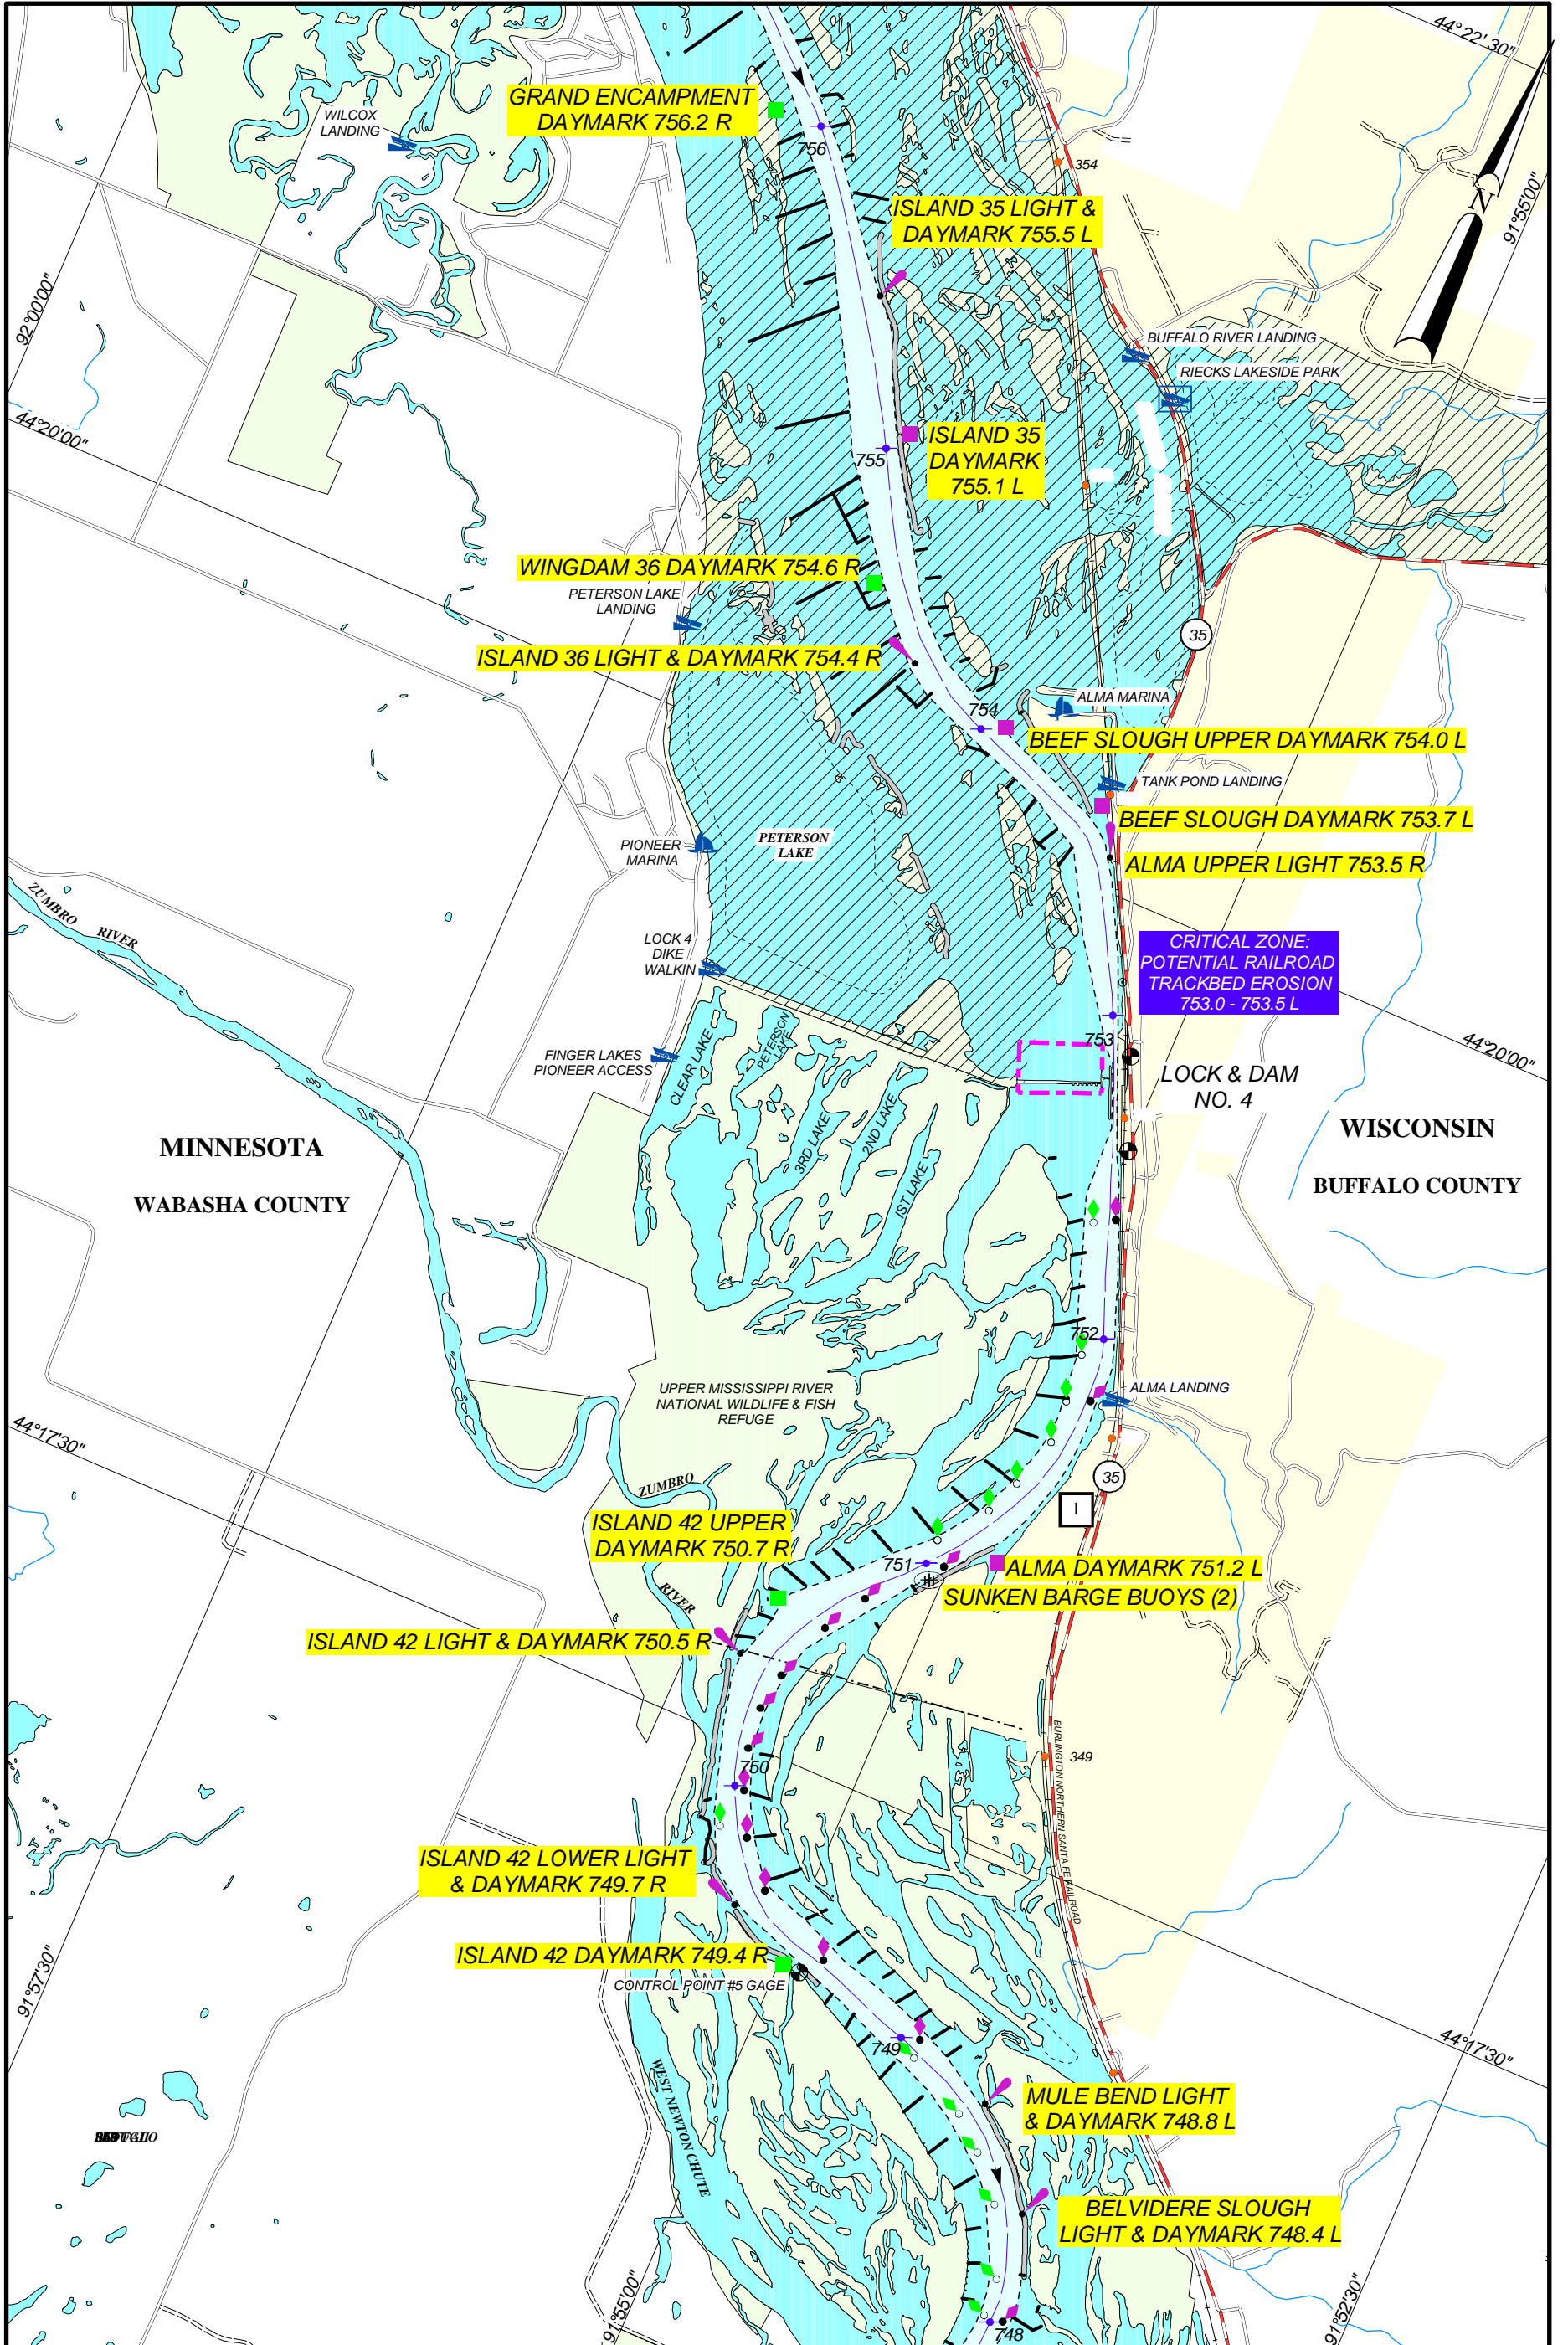 44°22'30"
GRAND ENCAMPMENT
DAYMARK 756.2 R
WILCOX
LANDING
756
354
N
91°55'00"
ISLAND 35 LIGHT &
DAYMARK 755.5 L
92°00'00"
BUFFALO RIVER LANDING
RIECKS LAKESIDE PARK
44°20'00"
755
ISLAND 35
DAYMARK
755.1 L
WINGDAM 36 DAYMARK 754.6 R
PETERSON LAKE
LANDING
35
ISLAND 36 LIGHT & DAYMARK 754.4 R
ALMA MARINA
754
BEEF SLOUGH UPPER DAYMARK 754.0 L
TANK POND LANDING
BEEF SLOUGH DAYMARK 753.7 L
PIONEER
MARINA
PETERSON
LAKE
ALMA UPPER LIGHT 753.5 R
ZUMBRO
RIVER
LOCK 4
DIKE
WALKIN
CRITICAL ZONE:
POTENTIAL RAILROAD
TRACKBED EROSION
753.0 - 753.5 L
753
44°20'00"
FINGER LAKES
PIONEER ACCESS
CLEAR LAKE
PETERSON
LAKE
3RD LAKE
2ND LAKE
IST LAKE
LOCK & DAM
NO. 4
MINNESOTA
WABASHA COUNTY
WISCONSIN
BUFFALO COUNTY
752
ALMA LANDING
UPPER MISSISSIPPI RIVER
NATIONAL WILDLIFE & FISH
REFUGE
44°17'30"
35
ZUMBRO
1
ISLAND 42 UPPER
DAYMARK 750.7 R
751
ALMA DAYMARK 751.2 L
SUNKEN BARGE BUOYS (2)
RIVER
ISLAND 42 LIGHT & DAYMARK 750.5 R
750
349
BURLINGTON NORTHERN SANTA FE RAILROAD
ISLAND 42 LOWER LIGHT
& DAYMARK 749.7 R
ISLAND 42 DAYMARK 749.4 R
CONTROL POINT #5 GAGE
91°57'30"
749
44°17'30"
WEST NEWTON CHUTE
MULE BEND LIGHT
& DAYMARK 748.8 L
BELVIDERE SLOUGH
LIGHT & DAYMARK 748.4 L
91°55'00"
748
91°52'30"